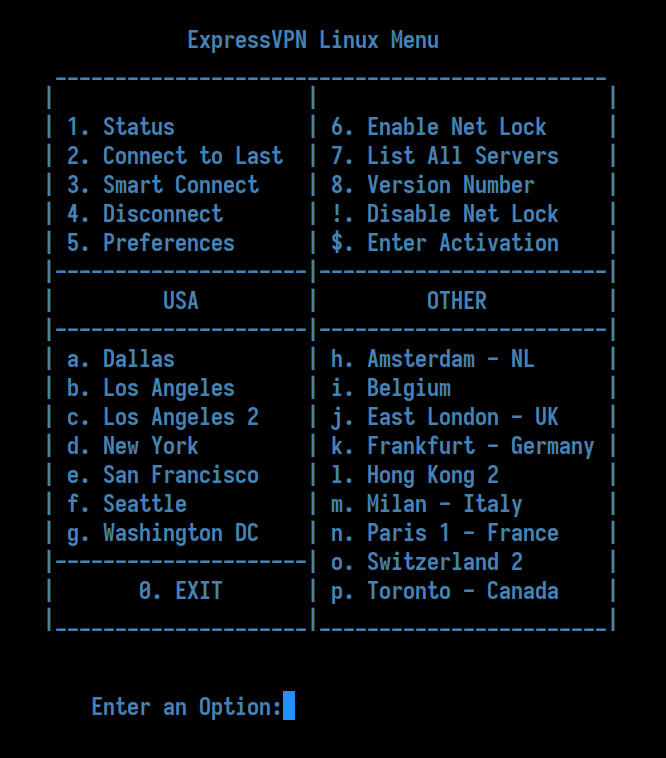 ExpressVPN Linux Menu
1. Status
2. Connect to Last
3. Smart Connect
4. Disconnect
5. Preferences
6. Enable Net Lock
7. List All Servers
8. Version Number
!. Disable Net Lock
$. Enter Activation
USA
a. Dallas
b. Los Angeles
c. Los Angeles 2
d. New York
e. San Francisco
f. Seattle
g. Washington DC
0. EXIT
OTHER
h. Amsterdam - NL
i. Belgium
j. East London - UK
k. Frankfurt - Germany
l. Hong Kong 2
m. Milan - Italy
n. Paris 1 - France
o. Switzerland 2
p. Toronto - Canada
Enter an Option: